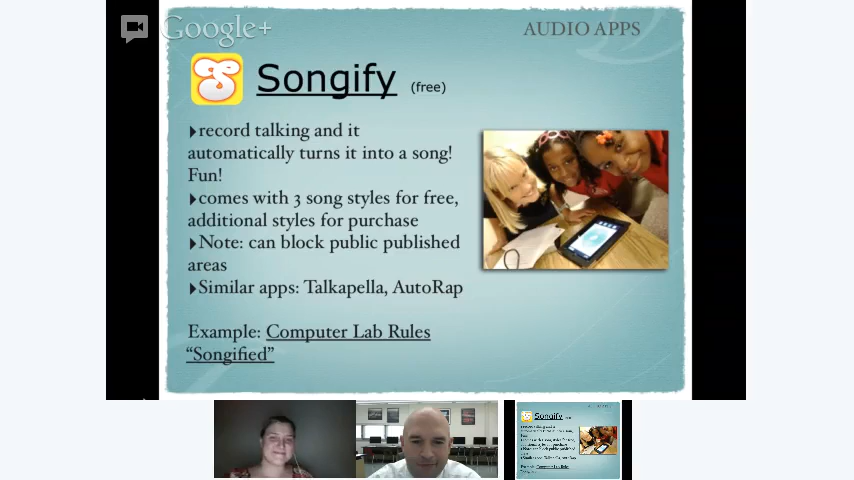 Google+
AUDIO APPS
Songify (free)
▸record talking and it
automatically turns it into a song!
Fun!
▸comes with 3 song styles for free,
additional styles for purchase
▸Note: can block public published
areas
▸Similar apps: Talkapella, AutoRap
Example: Computer Lab Rules
“Songified”
Songify